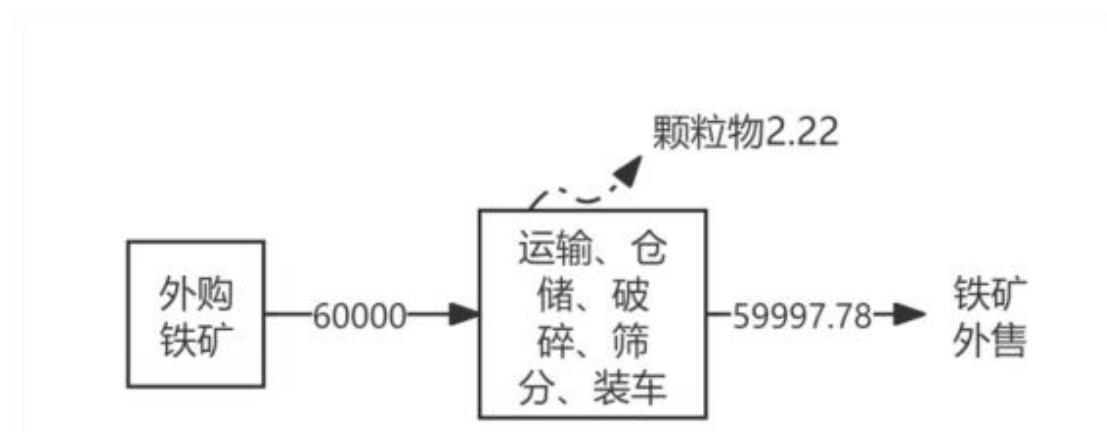 颗粒物2.22
外购
铁矿
60000
运输、仓
储、破
碎、筛
分、装车
59997.78
铁矿
外售